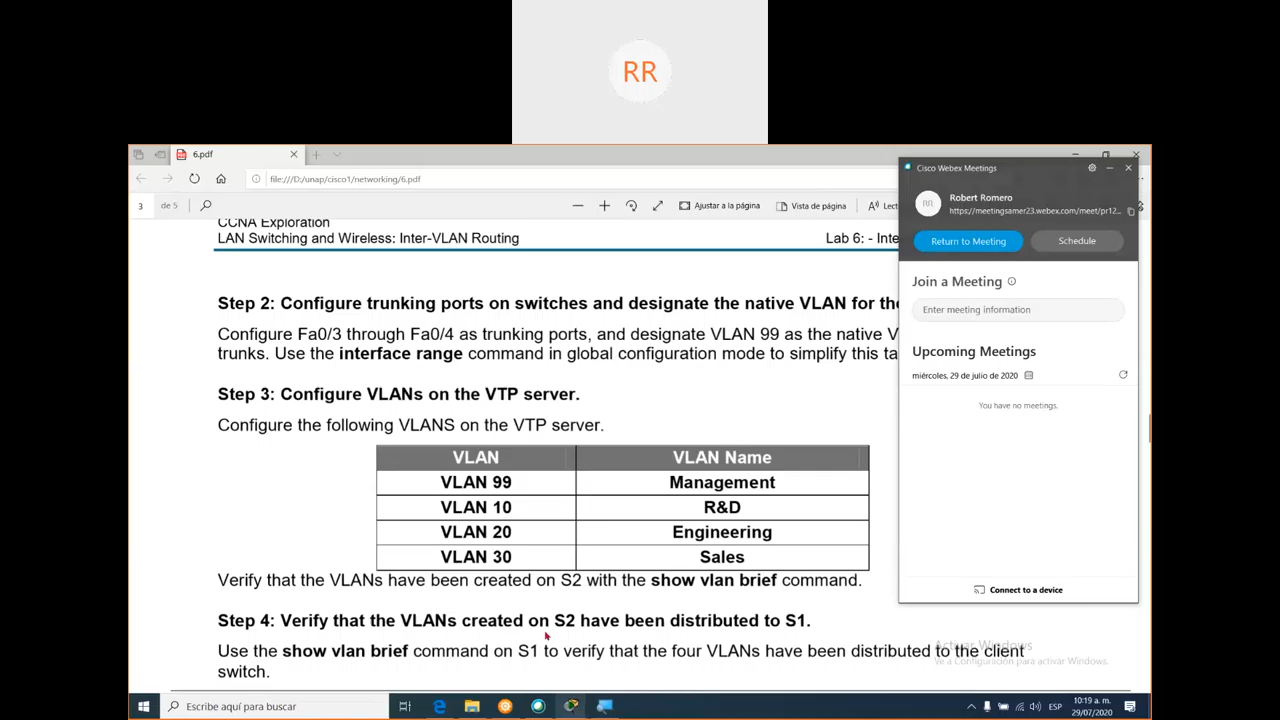 RR
6.pdf
file:///D:/unap/cisco1/networking/6.pdf
3 de 5
Ajustar a la página
Vista de página
Lect
CCNA Exploration
LAN Switching and Wireless: Inter-VLAN Routing
Lab 6: - Inte
Step 2: Configure trunking ports on switches and designate the native VLAN for the
Configure Fa0/3 through Fa0/4 as trunking ports, and designate VLAN 99 as the native V
trunks. Use the interface range command in global configuration mode to simplify this ta
Step 3: Configure VLANs on the VTP server.
Configure the following VLANS on the VTP server.
VLAN VLAN Name
VLAN 99 Management
VLAN 10 R&D
VLAN 20 Engineering
VLAN 30 Sales
Verify that the VLANs have been created on S2 with the show vlan brief command.
Step 4: Verify that the VLANs created on S2 have been distributed to S1.
Use the show vlan brief command on S1 to verify that the four VLANs have been distributed to the client
switch.
Cisco Webex Meetings
RR
Robert Romero
https://meetingsamer23.webex.com/meet/pr12...
Return to Meeting
Schedule
Join a Meeting
Enter meeting information
Upcoming Meetings
miércoles, 29 de julio de 2020
You have no meetings.
Connect to a device
Activar Windows
Ve a Configuración para activar Windows.
Escribe aquí para buscar
ESP
10:19 a. m.
29/07/2020